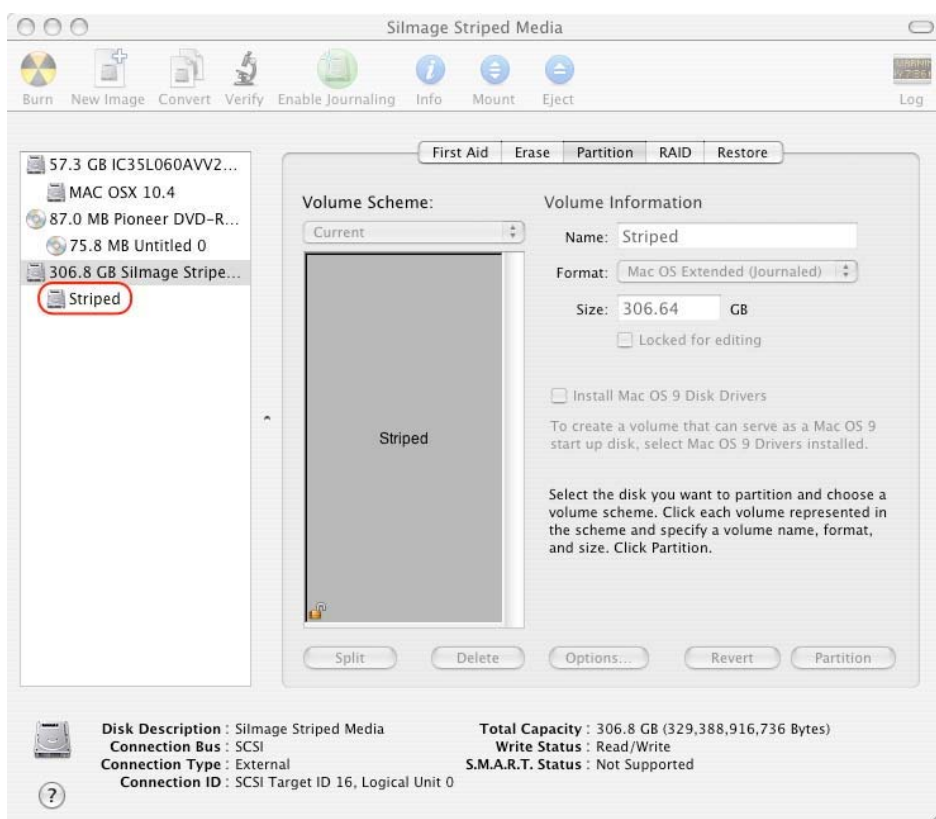 SiImage Striped Media
Burn New Image Convert Verify Enable Journaling Info Mount Eject Log
57.3 GB IC35L060AVV2...
MAC OSX 10.4
87.0 MB Pioneer DVD-R...
75.8 MB Untitled 0
306.8 GB SiImage Stripe...
Striped
First Aid Erase Partition RAID Restore
Volume Scheme:
Current
Striped
Volume Information
Name: Striped
Format: Mac OS Extended (Journaled)
Size: 306.64 GB
Locked for editing
Install Mac OS 9 Disk Drivers
To create a volume that can serve as a Mac OS 9
start up disk, select Mac OS 9 Drivers installed.
Select the disk you want to partition and choose a
volume scheme. Click each volume represented in
the scheme and specify a volume name, format,
and size. Click Partition.
Split Delete Options... Revert Partition
Disk Description : SiImage Striped Media
Connection Bus : SCSI
Connection Type : External
Connection ID : SCSI Target ID 16, Logical Unit 0
Total Capacity : 306.8 GB (329,388,916,736 Bytes)
Write Status : Read/Write
S.M.A.R.T. Status : Not Supported
?